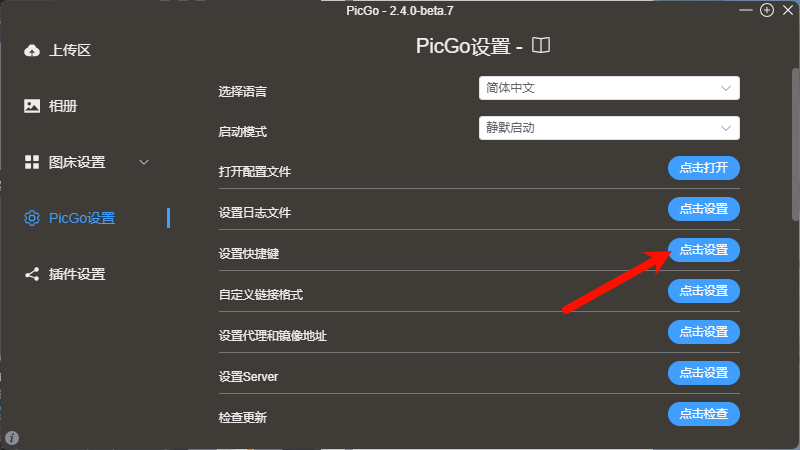 PicGo - 2.4.0-beta.7
上传区
相册
图床设置
PicGo设置
插件设置
PicGo设置 -
选择语言
简体中文
启动模式
静默启动
打开配置文件
点击打开
设置日志文件
点击设置
设置快捷键
点击设置
自定义链接格式
点击设置
设置代理和镜像地址
点击设置
设置Server
点击设置
检查更新
点击检查